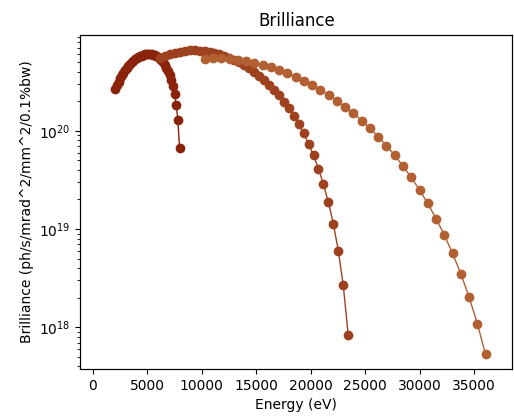 Brilliance
Brilliance (ph/s/mrad^2/mm^2/0.1%bw)
10^20
10^19
10^18
0 5000 10000 15000 20000 25000 30000 35000
Energy (eV)